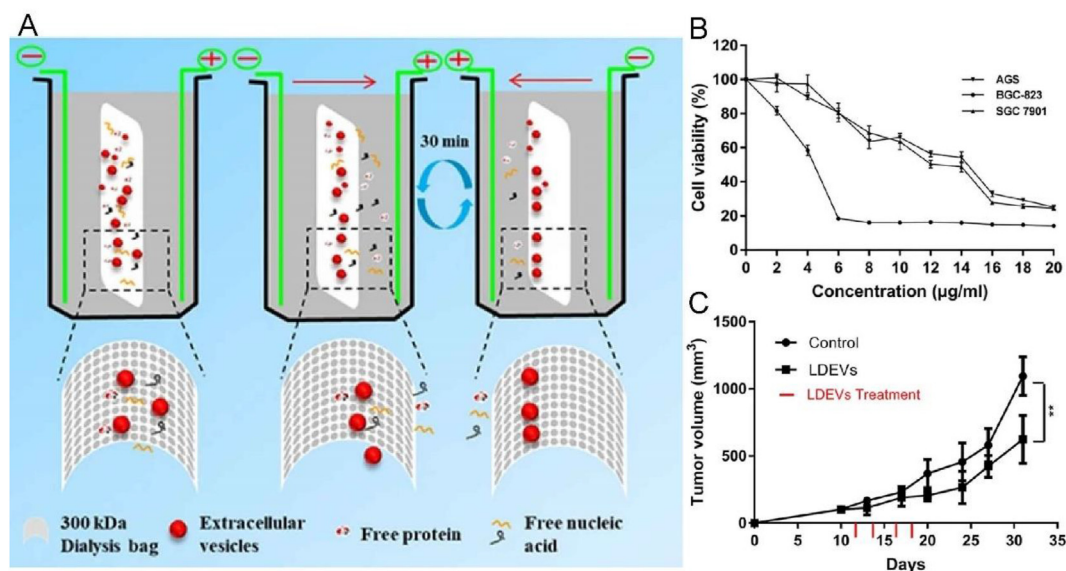 A
− + − + + −
30 min
300 kDa
Dialysis bag
Extracellular
vesicles
Free protein
Free nucleic
acid
B
Cell viability (%)
120
100
80
60
40
20
0
AGS
BGC-823
SGC 7901
0 2 4 6 8 10 12 14 16 18 20
Concentration (μg/ml)
C
Tumor volume (mm³)
1500
1000
500
0
Control
LDEVs
LDEVs Treatment
**
0 5 10 15 20 25 30 35
Days